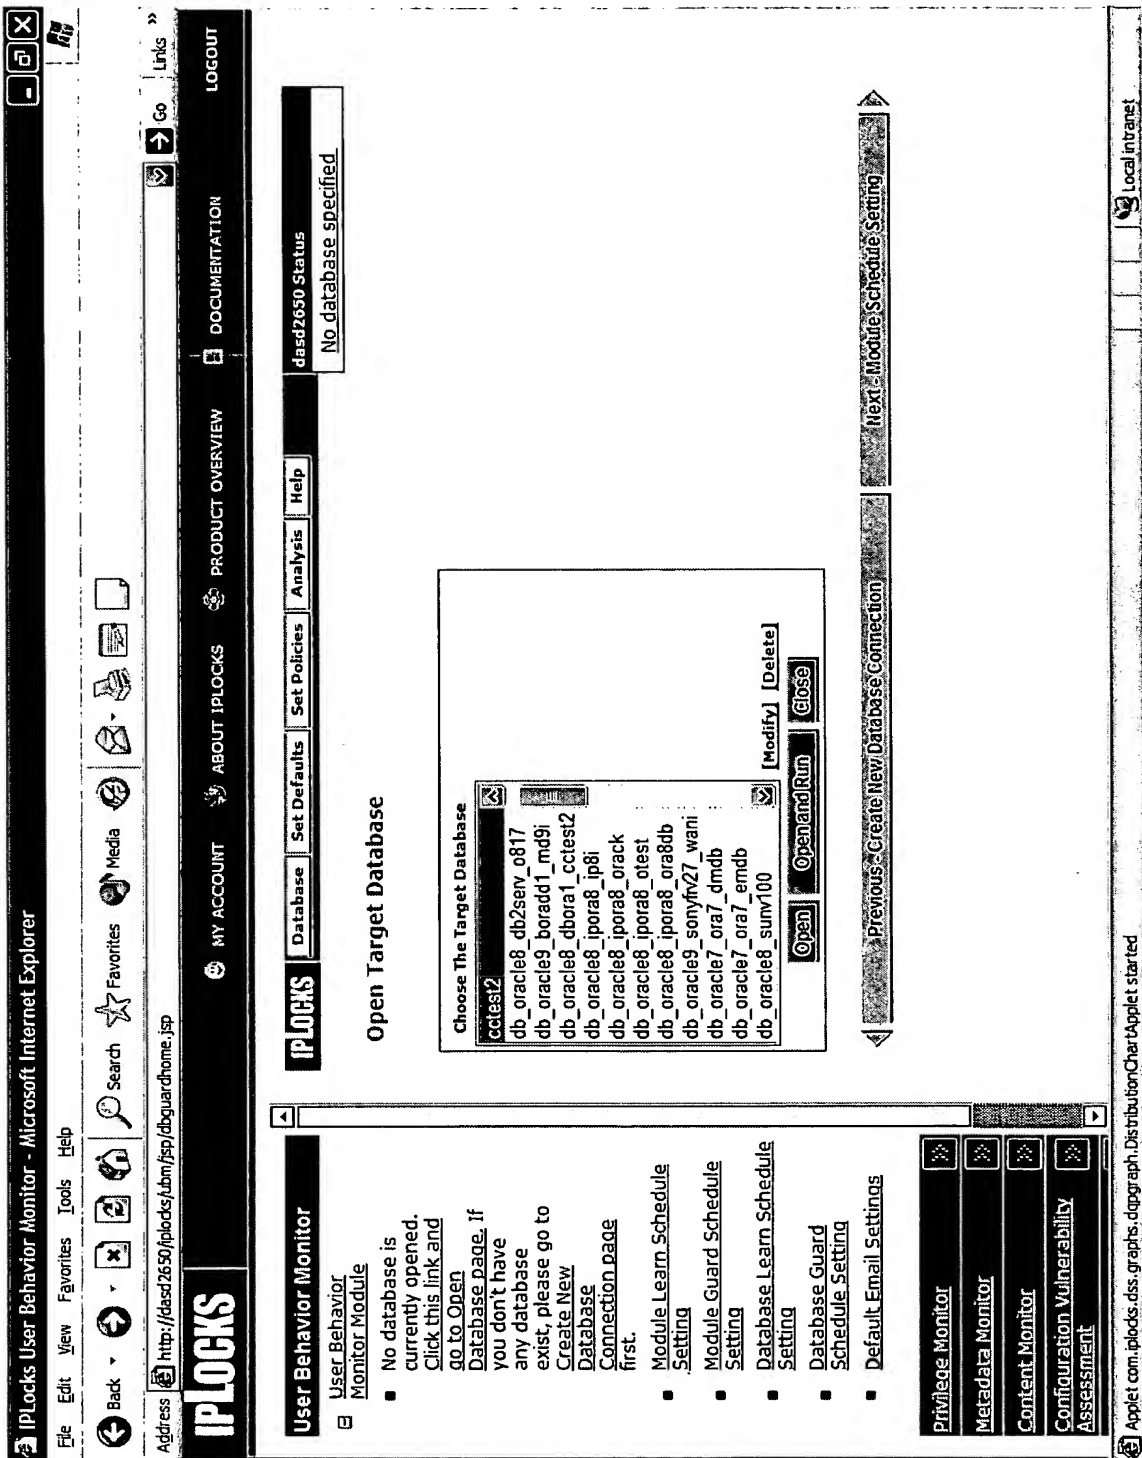 IPLocks User Behavior Monitor - Microsoft Internet Explorer
File Edit View Favorites Tools Help
Back Search Favorites Media
Address http://dasd2650/iplocks/ubm/jsp/dbguardhome.jsp Go Links »
IPLOCKS
MY ACCOUNT ABOUT IPLOCKS PRODUCT OVERVIEW DOCUMENTATION LOGOUT
User Behavior Monitor
User Behavior
Monitor Module
No database is
currently opened.
Click this link and
go to Open
Database page. If
you don't have
any database
exist, please go to
Create New
Database
Connection page
first.
Module Learn Schedule
Setting
Module Guard Schedule
Setting
Database Learn Schedule
Setting
Database Guard
Schedule Setting
Default Email Settings
Privilege Monitor
Metadata Monitor
Content Monitor
Configuration Vulnerability
Assessment
IPLOCKS
Database Set Defaults Set Policies Analysis Help
dasd2650 Status
No database specified
Open Target Database
Choose The Target Database
cctest2
db_oracle8_db2serv_o817
db_oracle9_boradd1_md9i
db_oracle8_dbora1_cctest2
db_oracle8_ipora8_ip8i
db_oracle8_ipora8_orack
db_oracle8_ipora8_otest
db_oracle8_ipora8_ora8db
db_oracle9_sonyfrv27_wani
db_oracle7_ora7_dmdb
db_oracle7_ora7_emdb
db_oracle8_sunv100
[Modify] [Delete]
Open Open and Run Close
Previous - Create New Database Connection
Next - Module Schedule Setting
Applet com.iplocks.dss.graphs.dqpgraph.DistributionChartApplet started
Local intranet